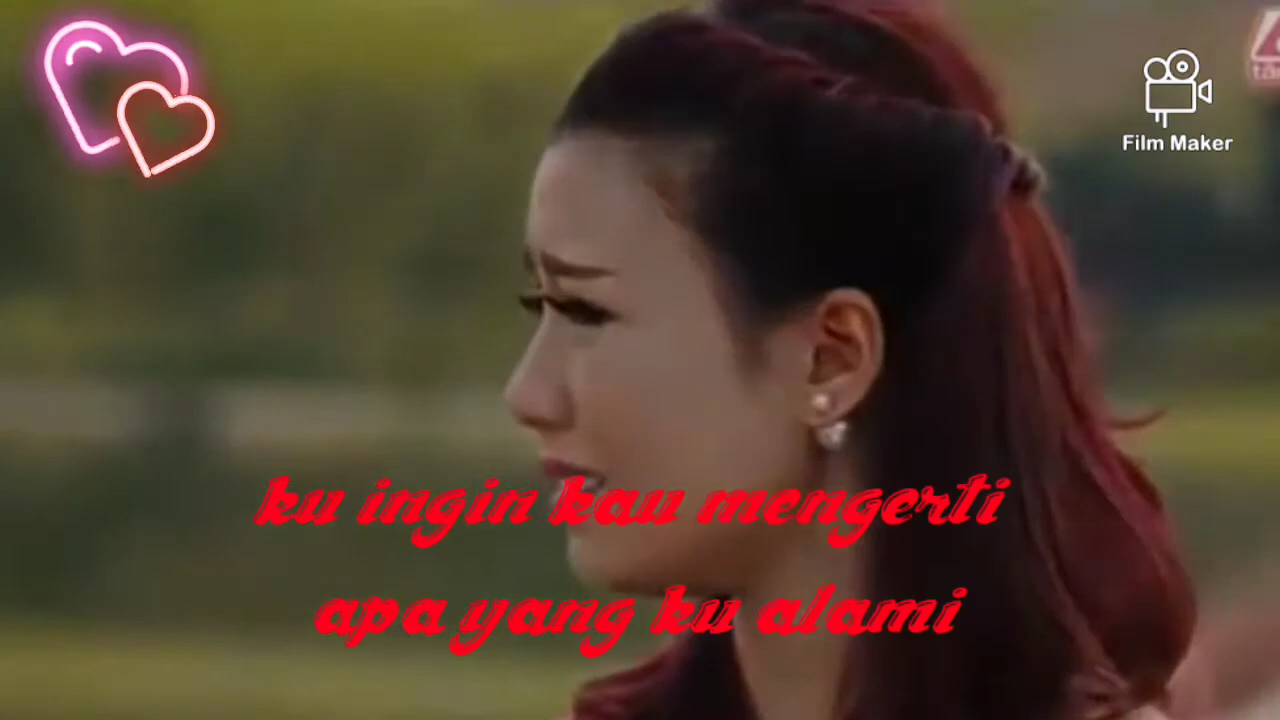 Film Maker
ku ingin kau mengerti
apa yang ku alami